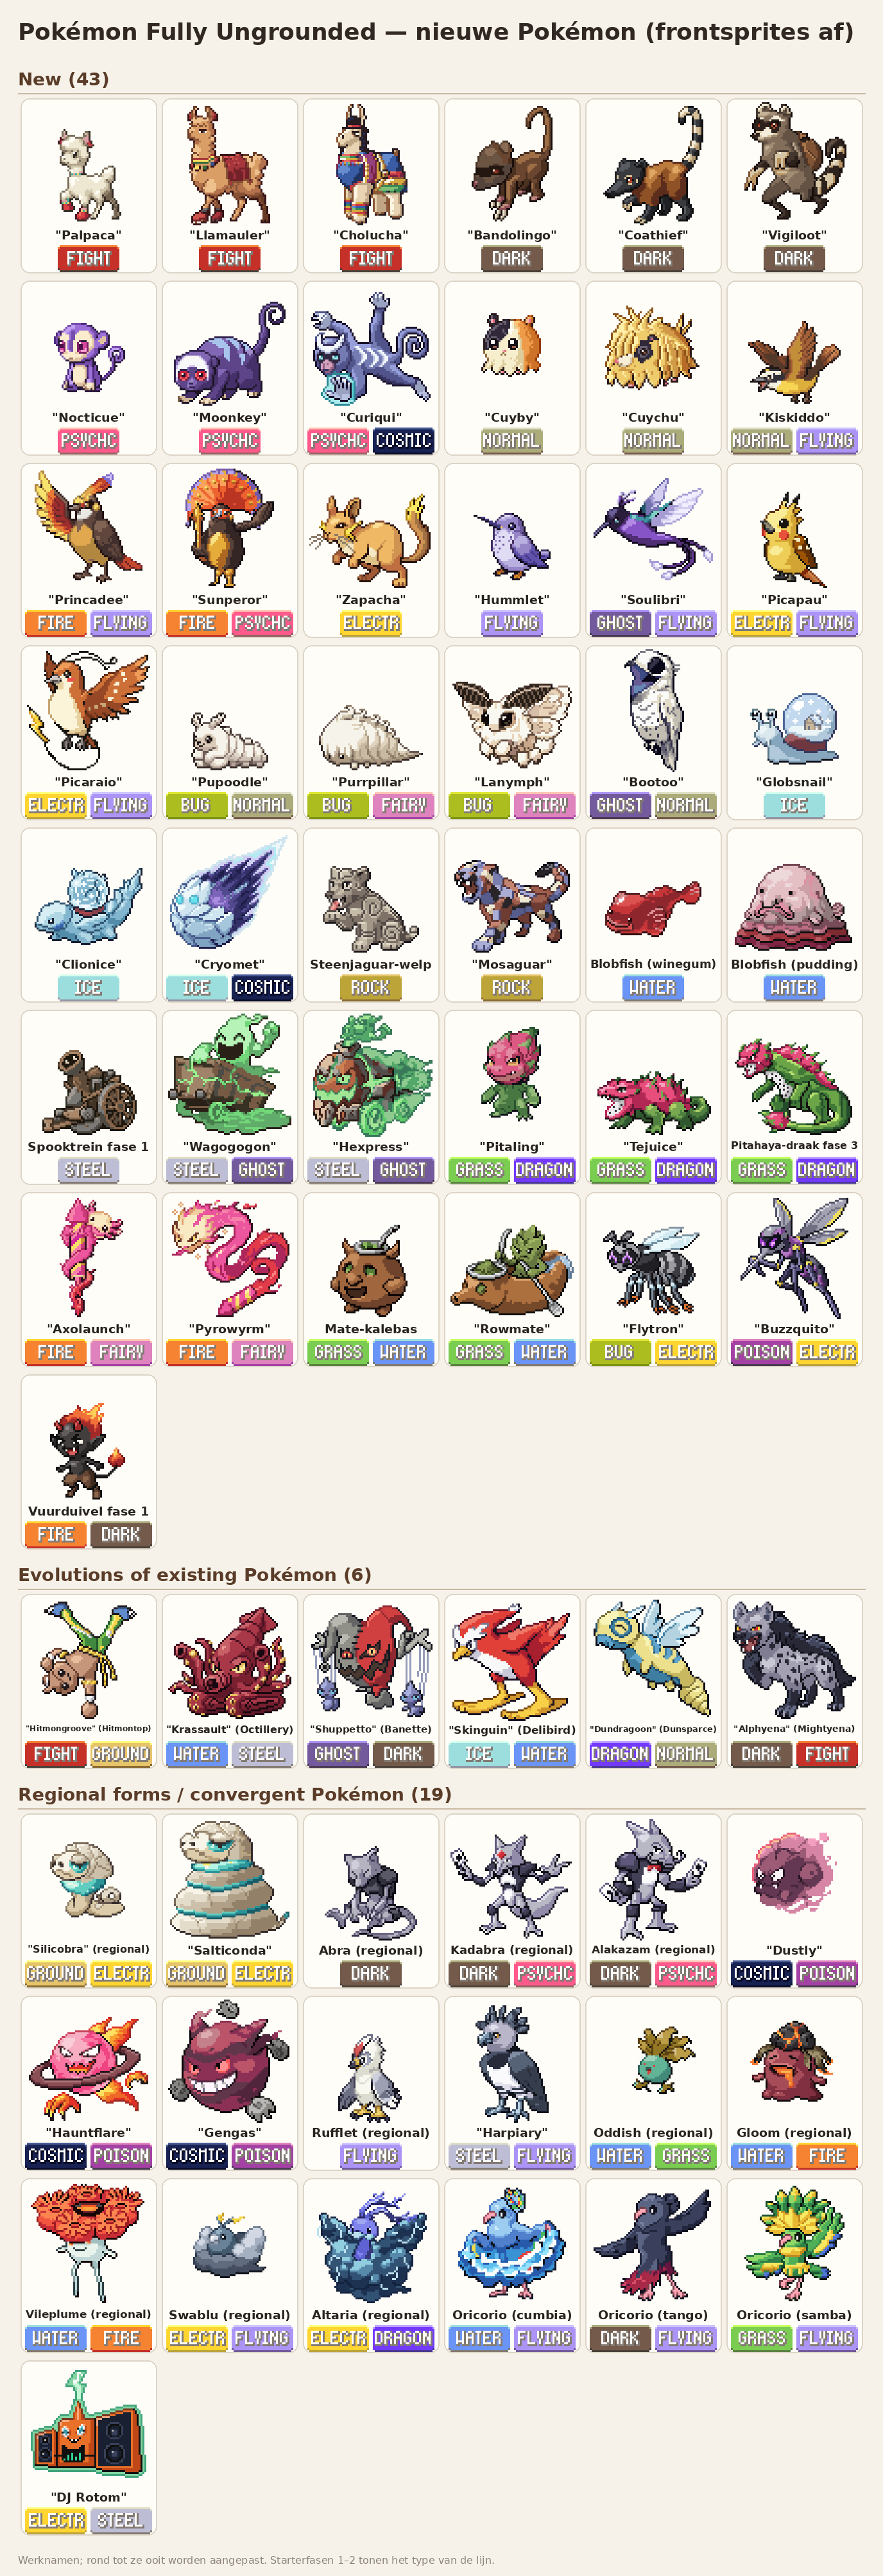 Pokémon Fully Ungrounded — nieuwe Pokémon (frontsprites af)
New (43)
"Palpaca" "Llamauler" "Cholucha" "Bandolingo" "Coathief" "Vigiloot"
FIGHT FIGHT FIGHT DARK DARK DARK
"Nocticue" "Moonkey" "Curiqui" "Cuyby" "Cuychu" "Kiskiddo"
PSYCHC PSYCHC PSYCHC COSMIC NORMAL NORMAL NORMAL FLYING
"Princadee" "Sunperor" "Zapacha" "Hummlet" "Soulibri" "Picapau"
FIRE FLYING FIRE PSYCHC ELECTR FLYING GHOST FLYING ELECTR FLYING
"Picaraio" "Pupoodle" "Purrpillar" "Lanymph" "Bootoo" "Globsnail"
ELECTR FLYING BUG NORMAL BUG FAIRY BUG FAIRY GHOST NORMAL ICE
"Clionice" "Cryomet" Steenjaguar-welp "Mosaguar" Blobfish (winegum) Blobfish (pudding)
ICE ICE COSMIC ROCK ROCK WATER WATER
Spooktrein fase 1 "Wagogogon" "Hexpress" "Pitaling" "Tejuice" Pitahaya-draak fase 3
STEEL STEEL GHOST STEEL GHOST GRASS DRAGON GRASS DRAGON GRASS DRAGON
"Axolaunch" "Pyrowyrm" Mate-kalebas "Rowmate" "Flytron" "Buzzquito"
FIRE FAIRY FIRE FAIRY GRASS WATER GRASS WATER BUG ELECTR POISON ELECTR
Vuurduivel fase 1
FIRE DARK
Evolutions of existing Pokémon (6)
"Hitmongroove" (Hitmontop) "Krassault" (Octillery) "Shuppetto" (Banette) "Skinguin" (Delibird) "Dundragoon" (Dunsparce) "Alphyena" (Mightyena)
FIGHT GROUND WATER STEEL GHOST DARK ICE WATER DRAGON NORMAL DARK FIGHT
Regional forms / convergent Pokémon (19)
"Silicobra" (regional) "Salticonda" Abra (regional) Kadabra (regional) Alakazam (regional) "Dustly"
GROUND ELECTR GROUND ELECTR DARK DARK PSYCHC DARK PSYCHC COSMIC POISON
"Hauntflare" "Gengas" Rufflet (regional) "Harpiary" Oddish (regional) Gloom (regional)
COSMIC POISON COSMIC POISON FLYING STEEL FLYING WATER GRASS WATER FIRE
Vileplume (regional) Swablu (regional) Altaria (regional) Oricorio (cumbia) Oricorio (tango) Oricorio (samba)
WATER FIRE ELECTR FLYING ELECTR DRAGON WATER FLYING DARK FLYING GRASS FLYING
"DJ Rotom"
ELECTR STEEL
Werknamen; rond tot ze ooit worden aangepast. Starterfasen 1–2 tonen het type van de lijn.